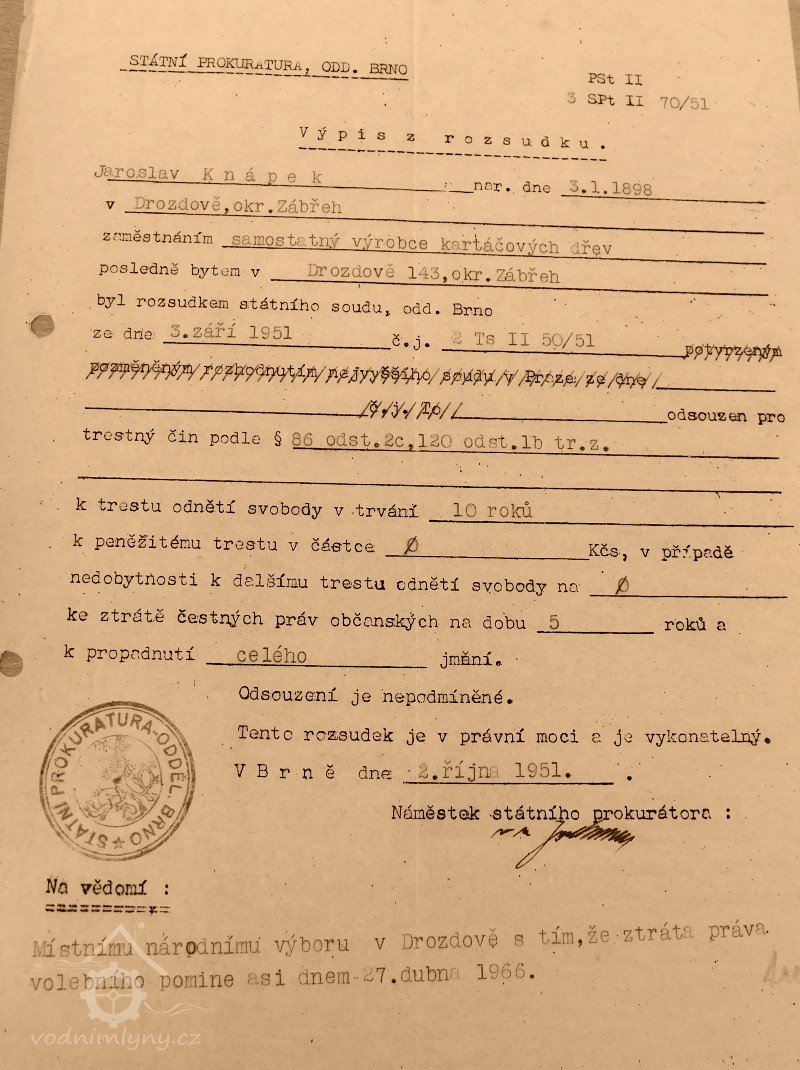 STÁTNÍ PROKURATURA, ODD. BRNO
PSt II
3 SPt II 70/51
Výpis z rozsudku.
Jaroslav Knápek nar. dne 3.1.1898
v Drozdově,okr.Zábřeh
zaměstnáním samostatný výrobce kartáčových dřev
posledně bytem v Drozdově 143,okr.Zábřeh
byl rozsudkem státního soudu, odd. Brno
ze dne 3.září 1951 č.j. 2 Ts II 50/51 potvrzeným
pozměněným rozhodnutím nejvyššího soudu v Praze ze dne
č.j. odsouzen pro
trestný čin podle § 86 odst.2c,120 odst.1b tr.z.
k trestu odnětí svobody v trvání 10 roků
k peněžitému trestu v částce Ø Kčs, v případě
nedobytnosti k dalšímu trestu odnětí svobody na Ø
ke ztrátě čestných práv občanských na dobu 5 roků a
k propadnutí celého jmění.
Odsouzení je nepodmíněné.
Tento rozsudek je v právní moci a je vykonatelný.
V Brně dne 2.října 1951. .
Náměstek státního prokurátora :
STÁTNÍ PROKURATURA-ODDĚL. BRNO
Na vědomí :
Místnímu národnímu výboru v Drozdově s tím,že ztráta práva
volebního pomine asi dnem 27.dubna 1966.
vodnimlyny.cz